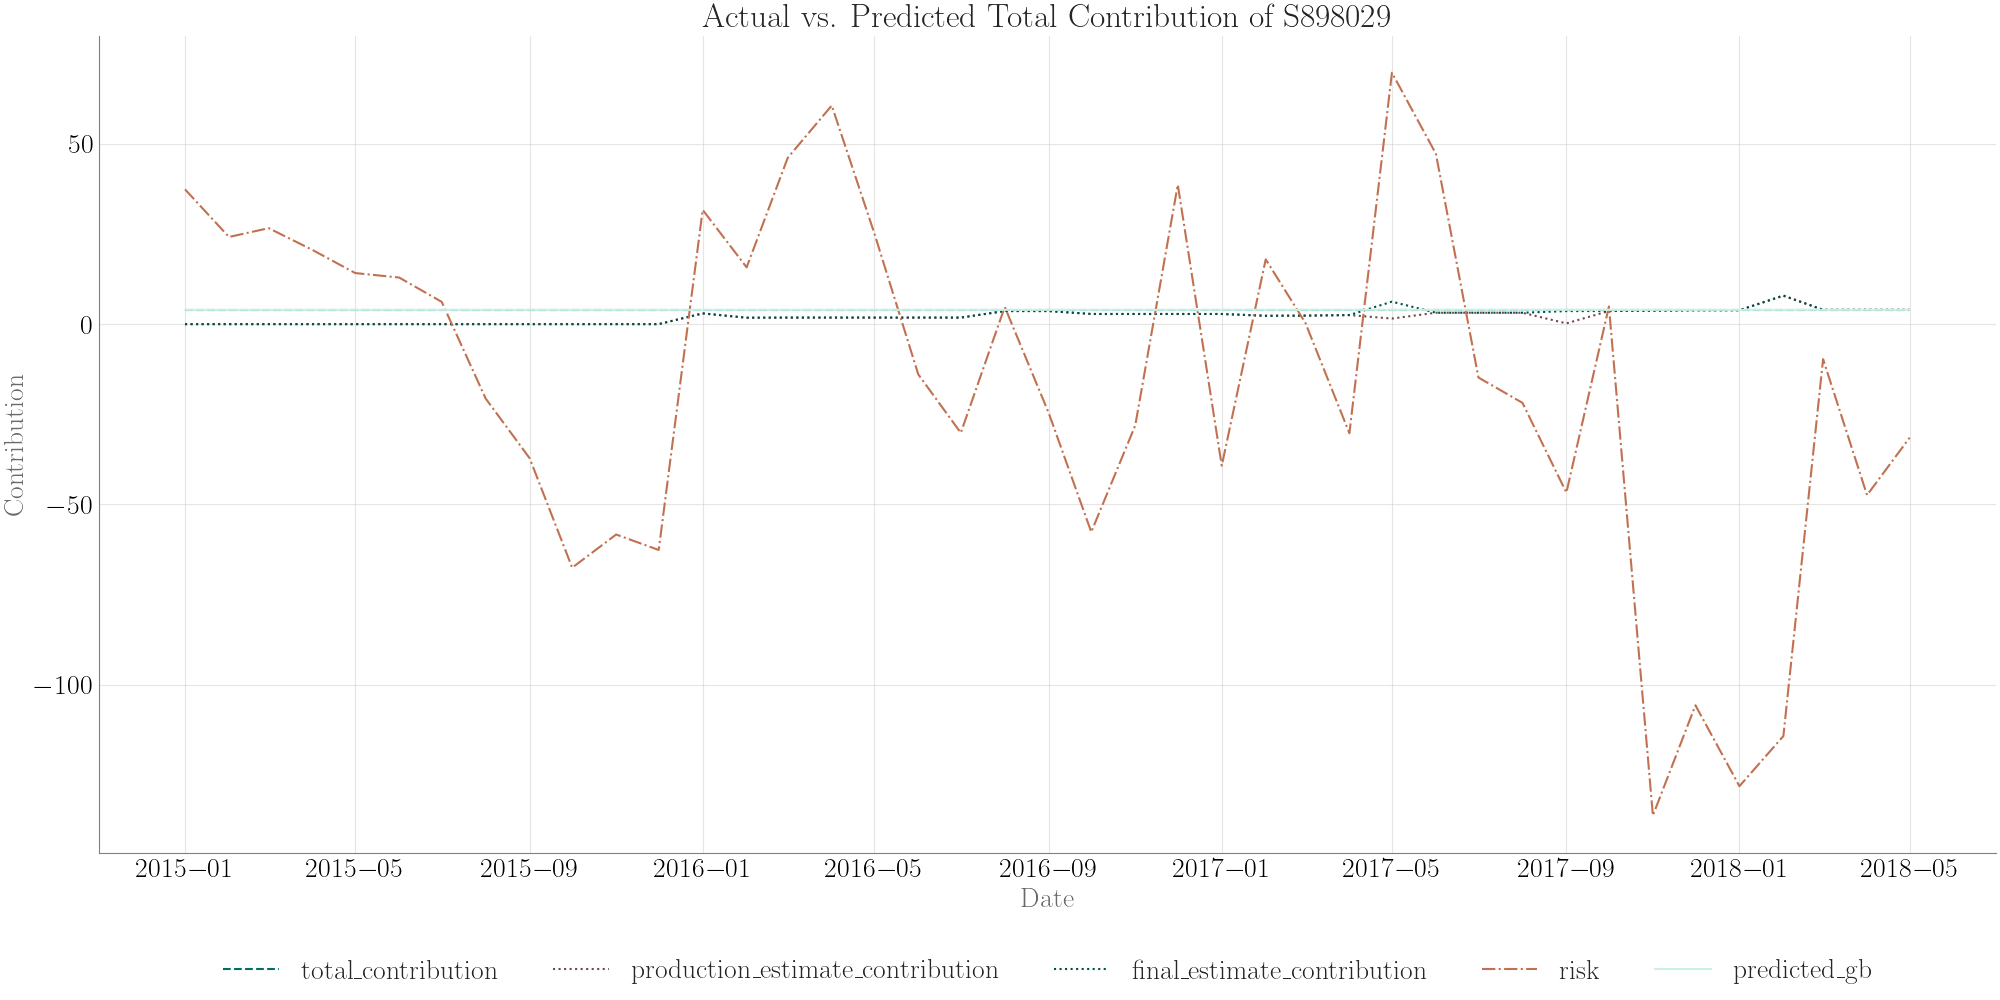 Actual vs. Predicted Total Contribution of S898029
50
0
−50
−100
Contribution
2015−01 2015−05 2015−09 2016−01 2016−05 2016−09 2017−01 2017−05 2017−09 2018−01 2018−05
Date
total_contribution production_estimate_contribution final_estimate_contribution risk predicted_gb